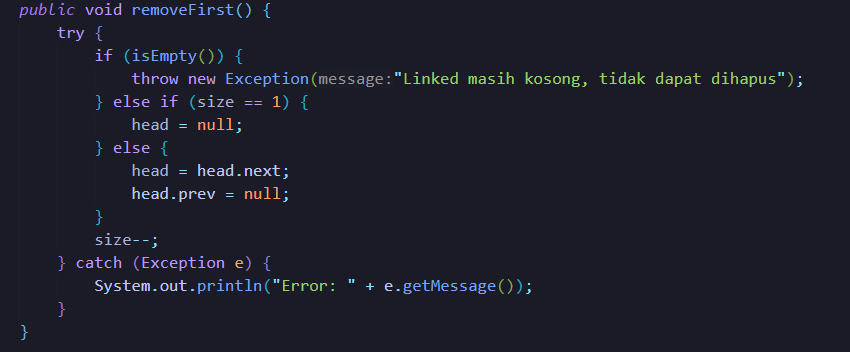 public void removeFirst() {
try {
if (isEmpty()) {
throw new Exception(message:"Linked masih kosong, tidak dapat dihapus");
} else if (size == 1) {
head = null;
} else {
head = head.next;
head.prev = null;
}
size--;
} catch (Exception e) {
System.out.println("Error: " + e.getMessage());
}
}